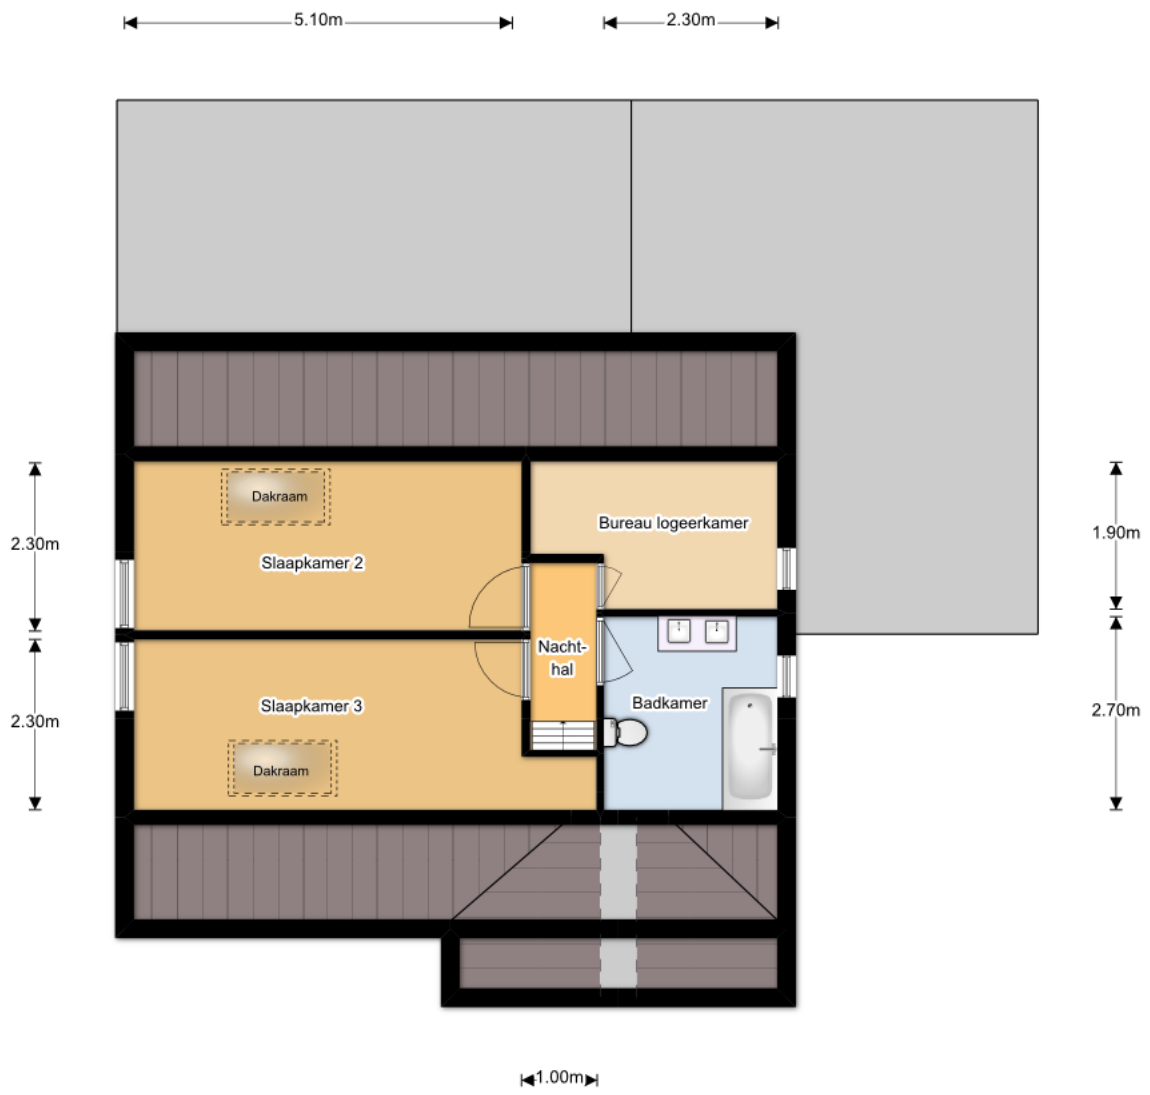 5.10m
2.30m
Dakraam
Slaapkamer 2
Bureau logeerkamer
2.30m
1.90m
Nacht-
hal
Slaapkamer 3
Badkamer
2.30m
2.70m
Dakraam
1.00m